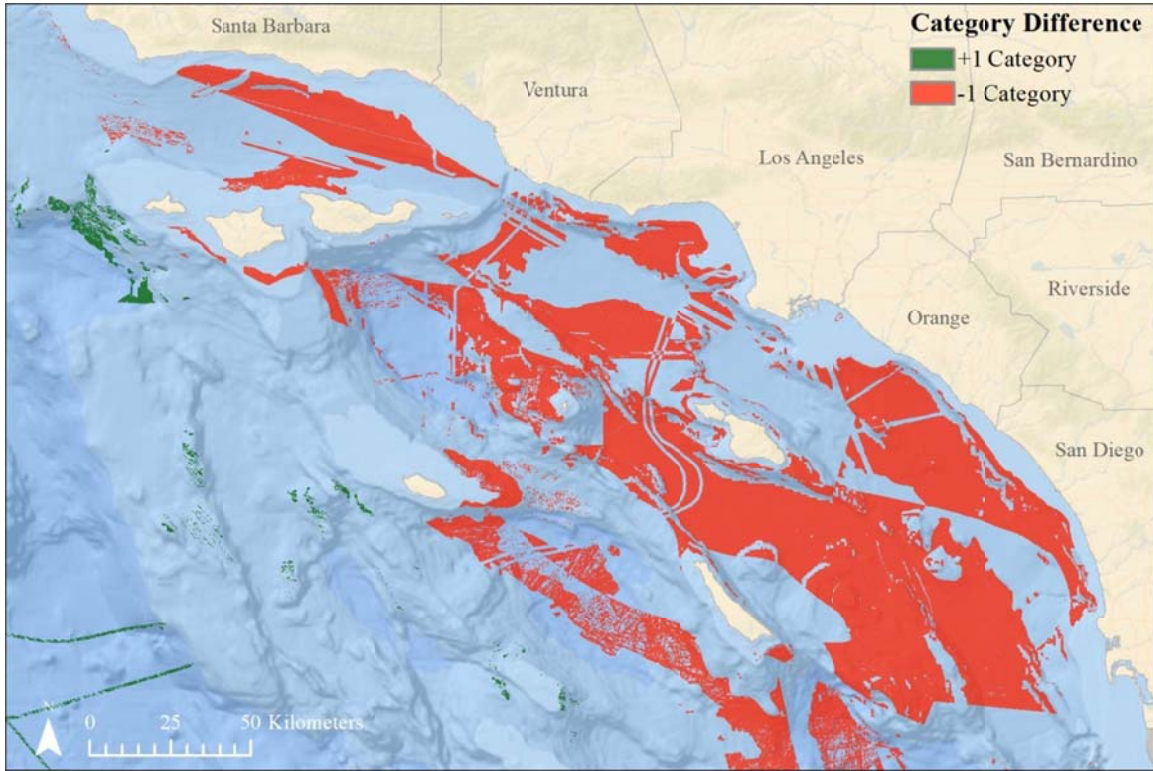 Santa Barbara
Category Difference
+1 Category
-1 Category
Ventura
Los Angeles
San Bernardino
Riverside
Orange
San Diego
N
0 25 50 Kilometers